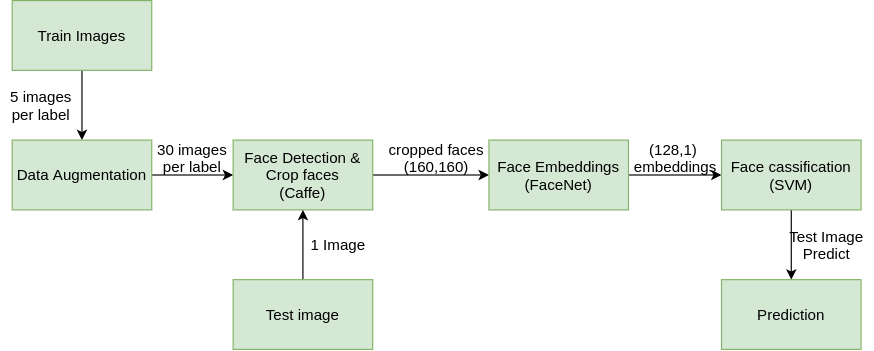 Train Images
5 images
per label
Data Augmentation
30 images
per label
Face Detection &
Crop faces
(Caffe)
cropped faces
(160,160)
Face Embeddings
(FaceNet)
(128,1)
embeddings
Face cassification
(SVM)
1 Image
Test image
Test Image
Predict
Prediction